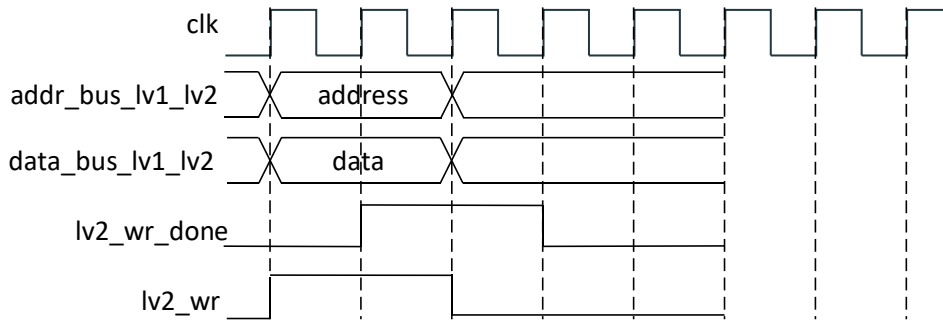 clk
addr_bus_lv1_lv2 address
data_bus_lv1_lv2 data
lv2_wr_done
lv2_wr